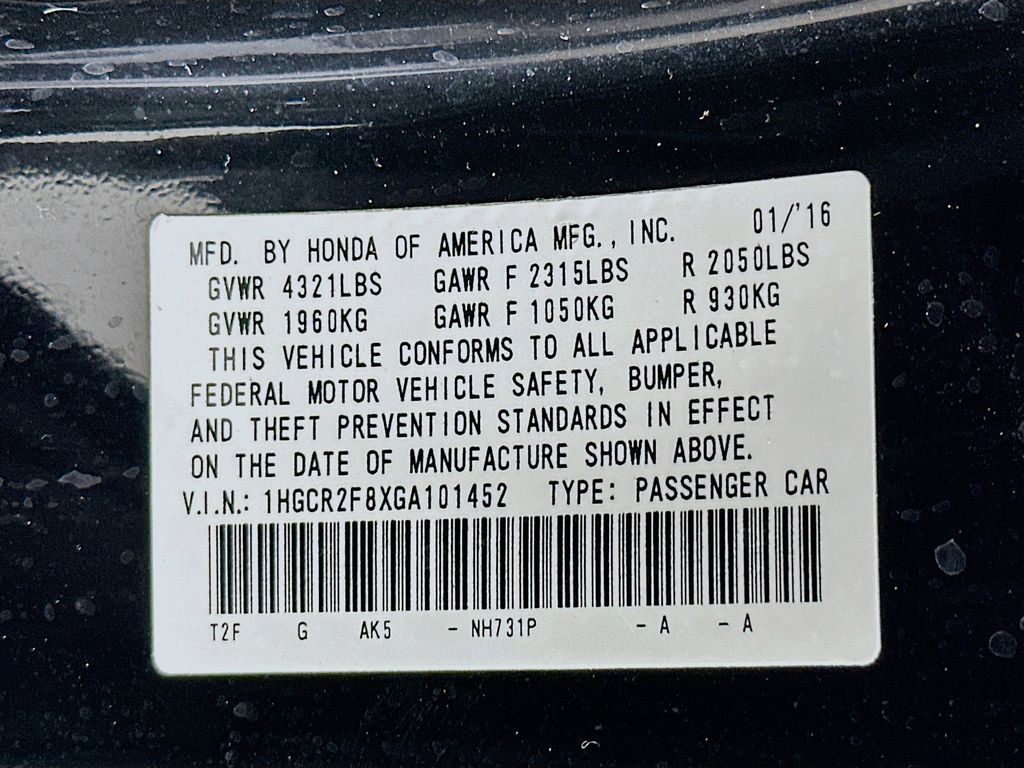 MFD. BY HONDA OF AMERICA MFG., INC. 01/'16
GVWR 4321LBS GAWR F 2315LBS R 2050LBS
GVWR 1960KG GAWR F 1050KG R 930KG
THIS VEHICLE CONFORMS TO ALL APPLICABLE
FEDERAL MOTOR VEHICLE SAFETY, BUMPER,
AND THEFT PREVENTION STANDARDS IN EFFECT
ON THE DATE OF MANUFACTURE SHOWN ABOVE.
V.I.N.: 1HGCR2F8XGA101452 TYPE: PASSENGER CAR
T2F G AK5 - NH731P - A - A